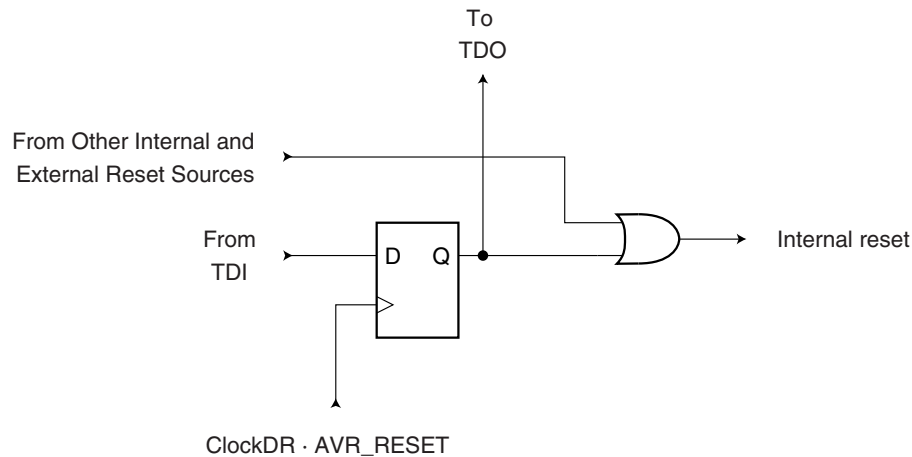 To
TDO
From Other Internal and
External Reset Sources
From
TDI
D Q
Internal reset
ClockDR · AVR_RESET